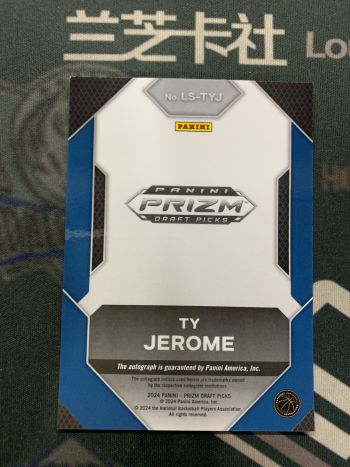 兰芝卡社
Lo
No. LS-TYJ
PANINI
PANINI
PRIZM
DRAFT PICKS
TY
JEROME
The autograph is guaranteed by Panini America, Inc.
The collegiate indicia used herein are trademarks owned
by the respective collegiate institutions.
2024 PANINI - PRIZM DRAFT PICKS
© 2024 Panini America, Inc.
© 2024 the National Basketball Players Association.
All rights reserved.